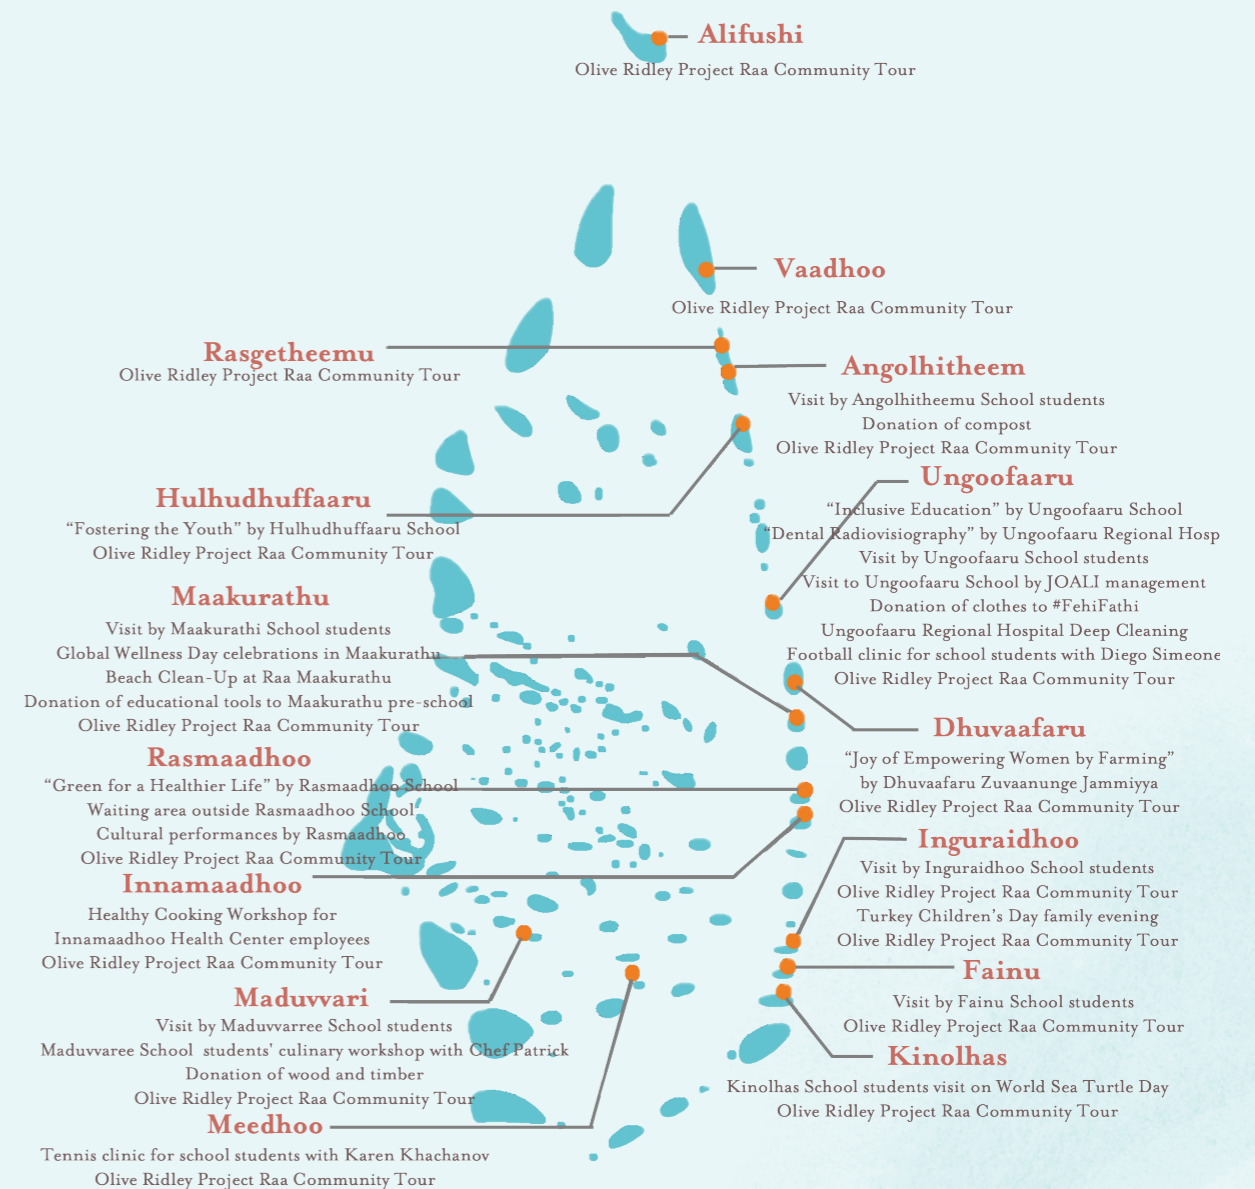 Alifushi
Olive Ridley Project Raa Community Tour
Vaadhoo
Olive Ridley Project Raa Community Tour
Rasgetheemu
Olive Ridley Project Raa Community Tour
Angolhitheem
Visit by Angolhitheemu School students
Donation of compost
Olive Ridley Project Raa Community Tour
Hulhudhuffaaru
“Fostering the Youth” by Hulhudhuffaaru School
Olive Ridley Project Raa Community Tour
Ungoofaaru
“Inclusive Education” by Ungoofaaru School
“Dental Radiovisiography” by Ungoofaaru Regional Hosp
Visit by Ungoofaaru School students
Visit to Ungoofaaru School by JOALI management
Donation of clothes to #FehiFathi
Ungoofaaru Regional Hospital Deep Cleaning
Football clinic for school students with Diego Simeone
Olive Ridley Project Raa Community Tour
Maakurathu
Visit by Maakurathi School students
Global Wellness Day celebrations in Maakurathu
Beach Clean-Up at Raa Maakurathu
Donation of educational tools to Maakurathu pre-school
Olive Ridley Project Raa Community Tour
Dhuvaafaru
“Joy of Empowering Women by Farming”
by Dhuvaafaru Zuvaanunge Jammiyya
Olive Ridley Project Raa Community Tour
Rasmaadhoo
“Green for a Healthier Life” by Rasmaadhoo School
Waiting area outside Rasmaadhoo School
Cultural performances by Rasmaadhoo
Olive Ridley Project Raa Community Tour
Inguraidhoo
Visit by Inguraidhoo School students
Olive Ridley Project Raa Community Tour
Turkey Children’s Day family evening
Olive Ridley Project Raa Community Tour
Innamaadhoo
Healthy Cooking Workshop for
Innamaadhoo Health Center employees
Olive Ridley Project Raa Community Tour
Fainu
Visit by Fainu School students
Olive Ridley Project Raa Community Tour
Maduvvari
Visit by Maduvvarree School students
Maduvvaree School students’ culinary workshop with Chef Patrick
Donation of wood and timber
Olive Ridley Project Raa Community Tour
Kinolhas
Kinolhas School students visit on World Sea Turtle Day
Olive Ridley Project Raa Community Tour
Meedhoo
Tennis clinic for school students with Karen Khachanov
Olive Ridley Project Raa Community Tour